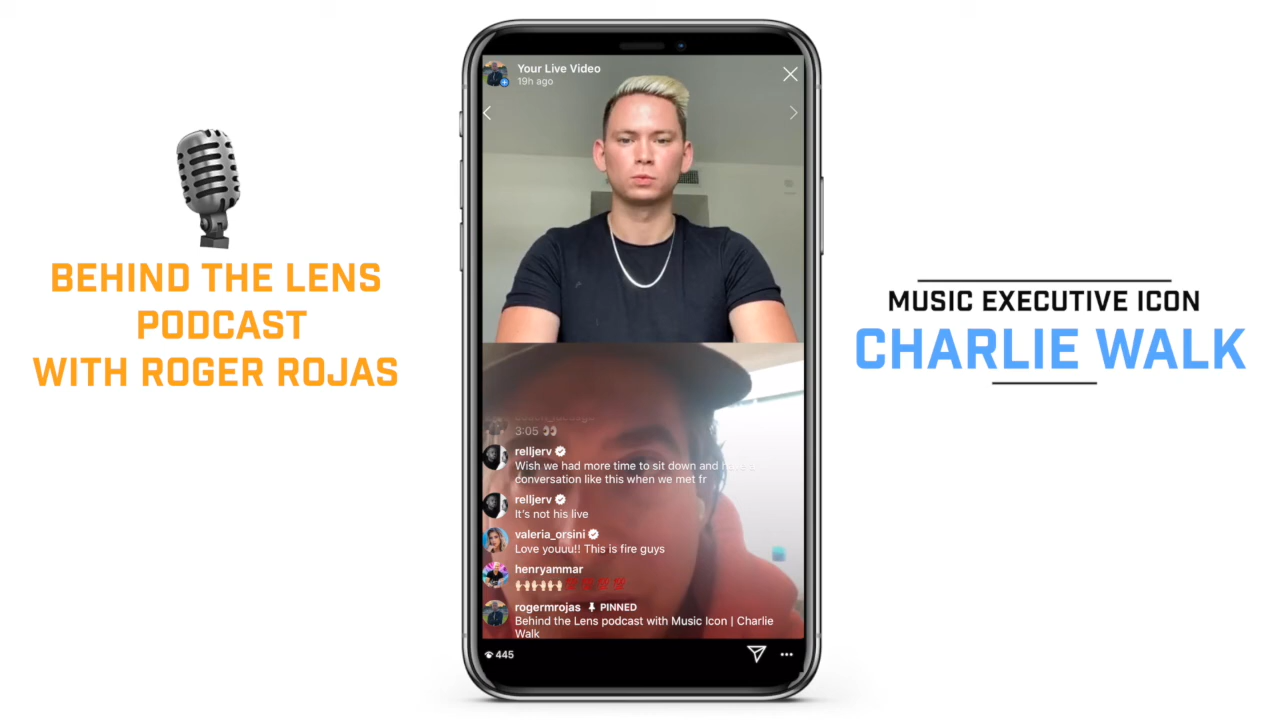 BEHIND THE LENS
PODCAST
WITH ROGER ROJAS
Your Live Video
19h ago
3:05 👀
relljerv
Wish we had more time to sit down and have a
conversation like this when we met fr
relljerv
It's not his live
valeria_orsini
Love youuu!! This is fire guys
henryammar
🙌🏻🙌🏻🙌🏻🙌🏻💯💯💯💯
rogermrojas PINNED
Behind the Lens podcast with Music Icon | Charlie
Walk
445
MUSIC EXECUTIVE ICON
CHARLIE WALK